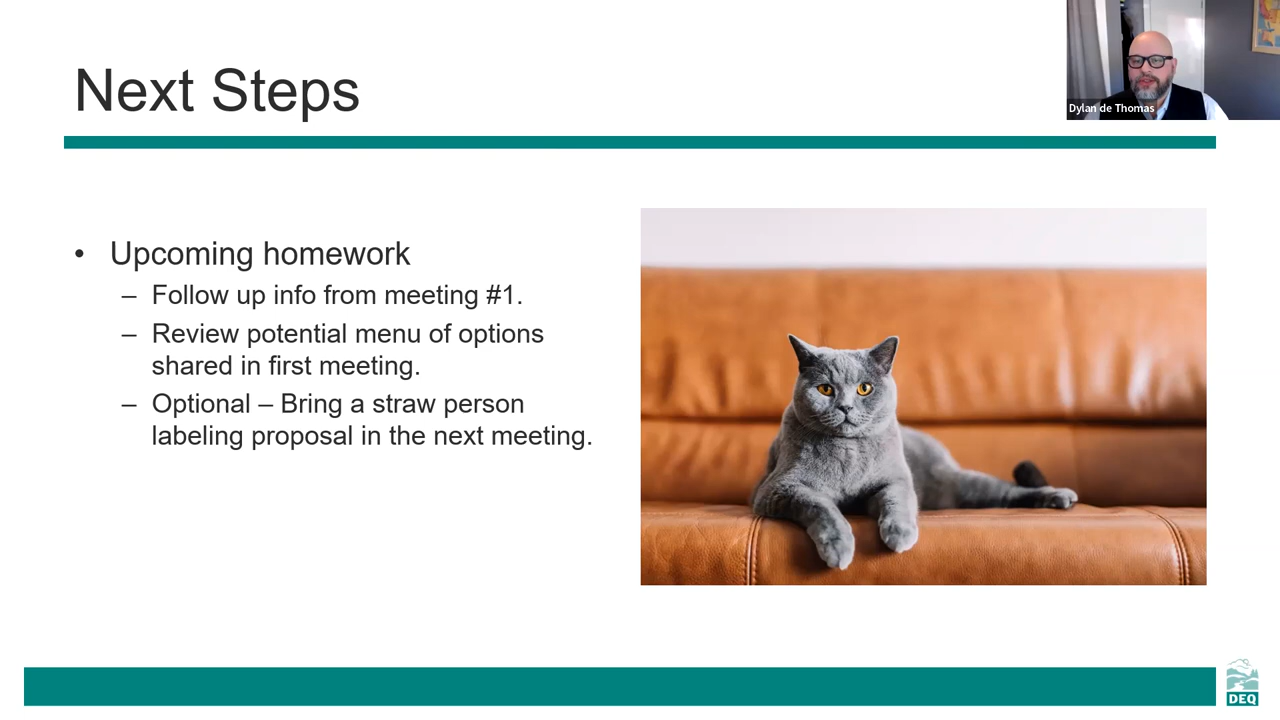 Next Steps
Dylan de Thomas
• Upcoming homework
– Follow up info from meeting #1.
– Review potential menu of options
shared in first meeting.
– Optional – Bring a straw person
labeling proposal in the next meeting.
DEQ